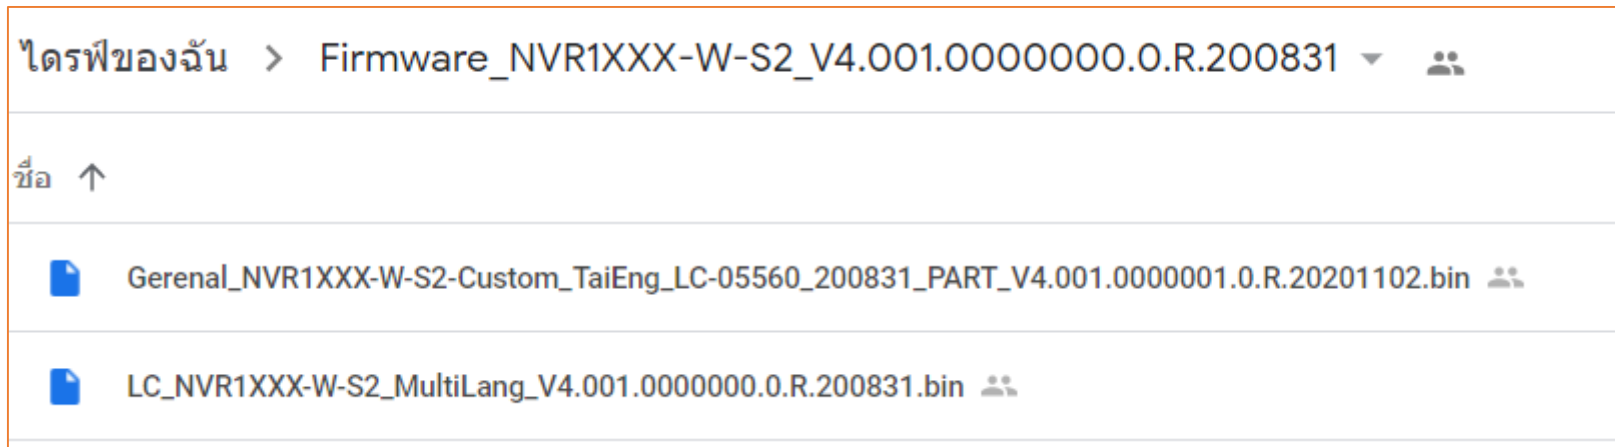 ไดรฟ์ของฉัน > Firmware_NVR1XXX-W-S2_V4.001.0000000.0.R.200831
ชื่อ ↑
Gerenal_NVR1XXX-W-S2-Custom_TaiEng_LC-05560_200831_PART_V4.001.0000001.0.R.20201102.bin
LC_NVR1XXX-W-S2_MultiLang_V4.001.0000000.0.R.200831.bin